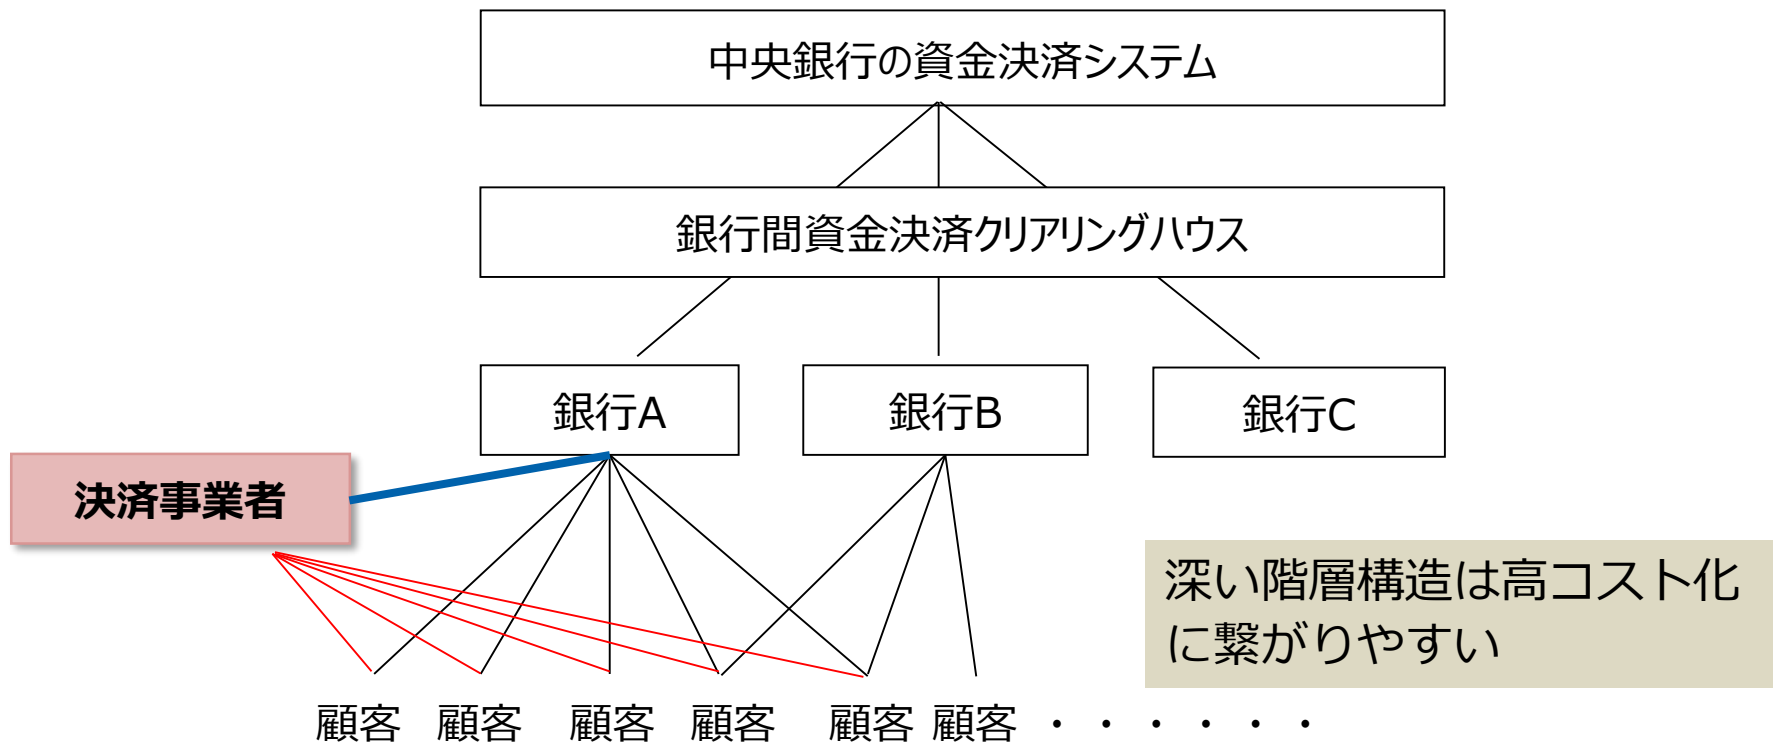 中央銀行の資金決済システム
銀行間資金決済クリアリングハウス
銀行A
銀行B
銀行C
決済事業者
深い階層構造は高コスト化
に繋がりやすい
顧客 顧客 顧客 顧客 顧客 顧客 ・・・・・・